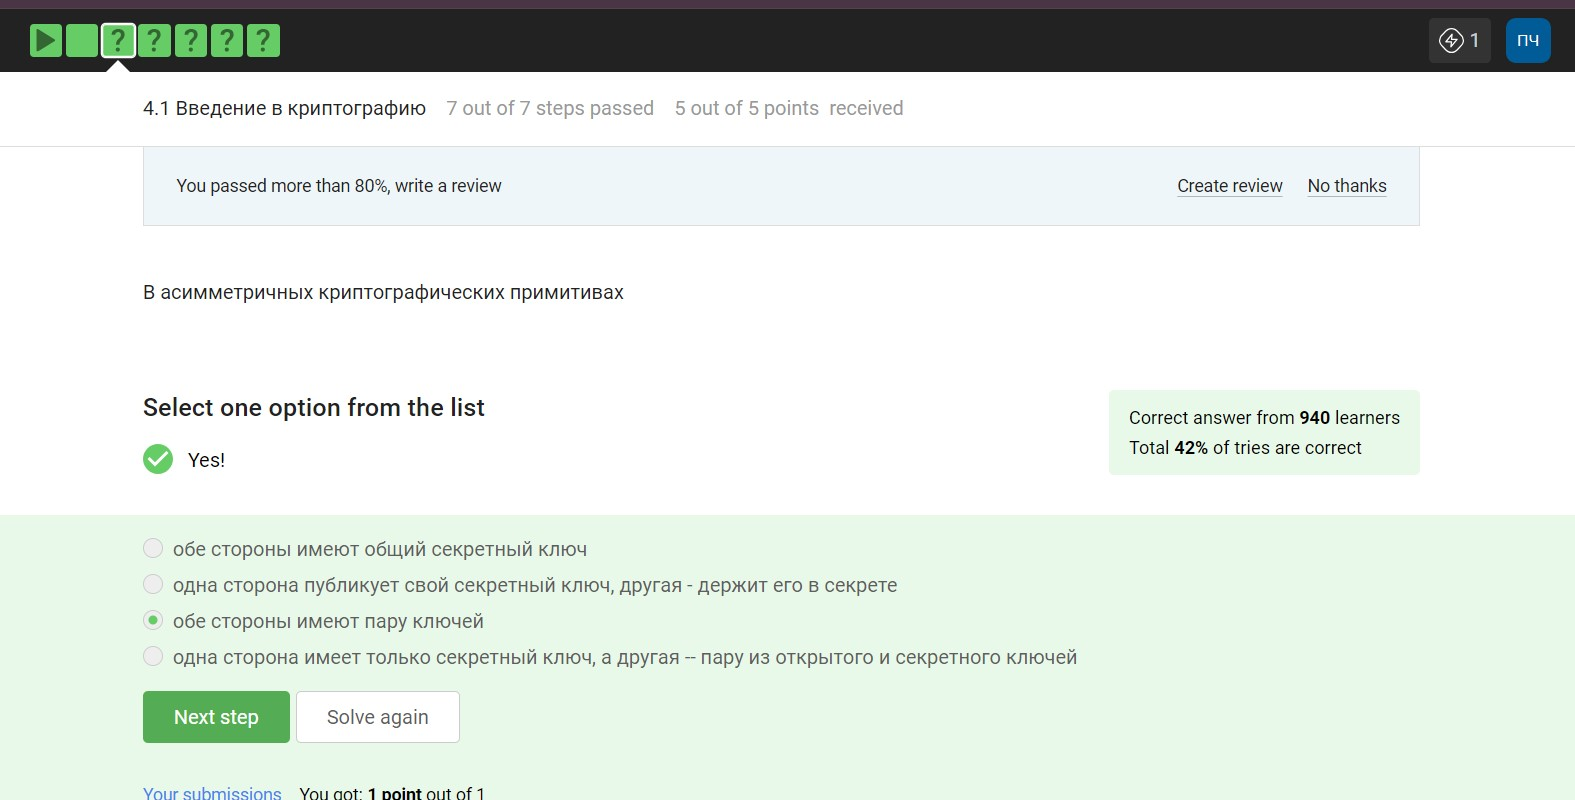 ? ? ? ? ?
1
ПЧ
4.1 Введение в криптографию 7 out of 7 steps passed 5 out of 5 points received
You passed more than 80%, write a review Create review No thanks
В асимметричных криптографических примитивах
Select one option from the list
Correct answer from 940 learners
Total 42% of tries are correct
Yes!
обе стороны имеют общий секретный ключ
одна сторона публикует свой секретный ключ, другая - держит его в секрете
обе стороны имеют пару ключей
одна сторона имеет только секретный ключ, а другая -- пару из открытого и секретного ключей
Next step Solve again
Your submissions You got: 1 point out of 1